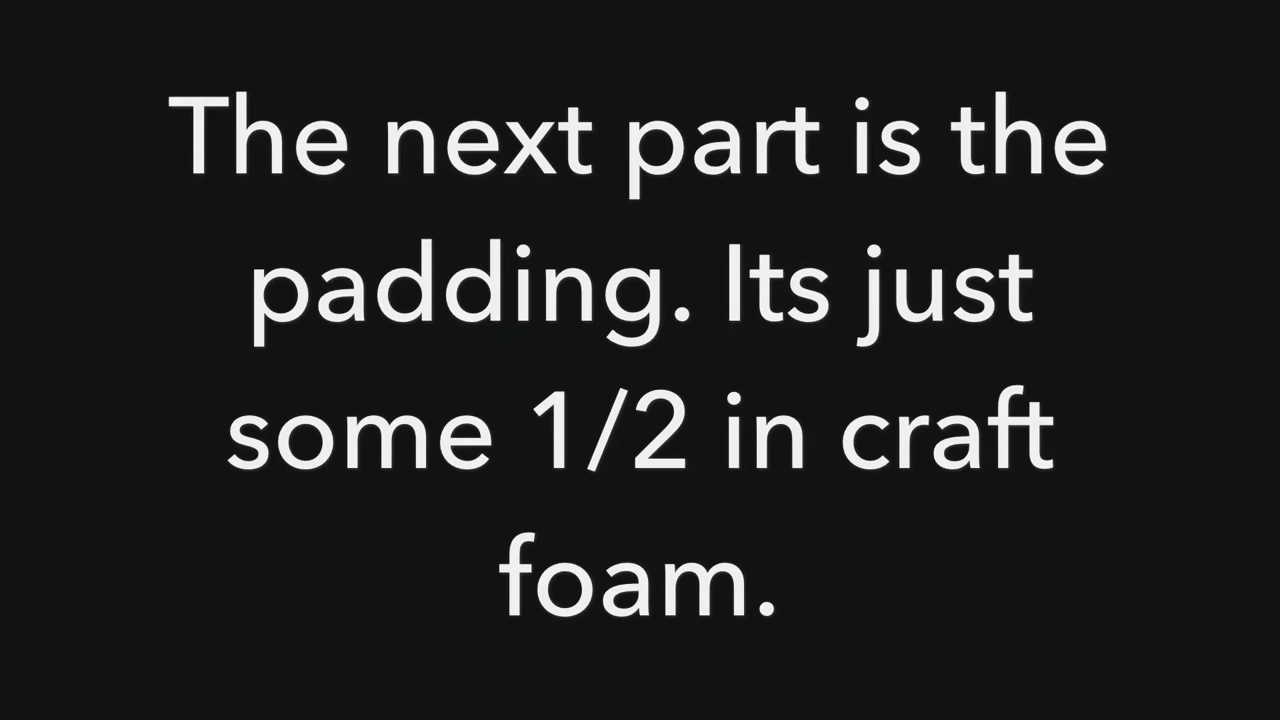 The next part is the
padding. Its just
some 1/2 in craft
foam.